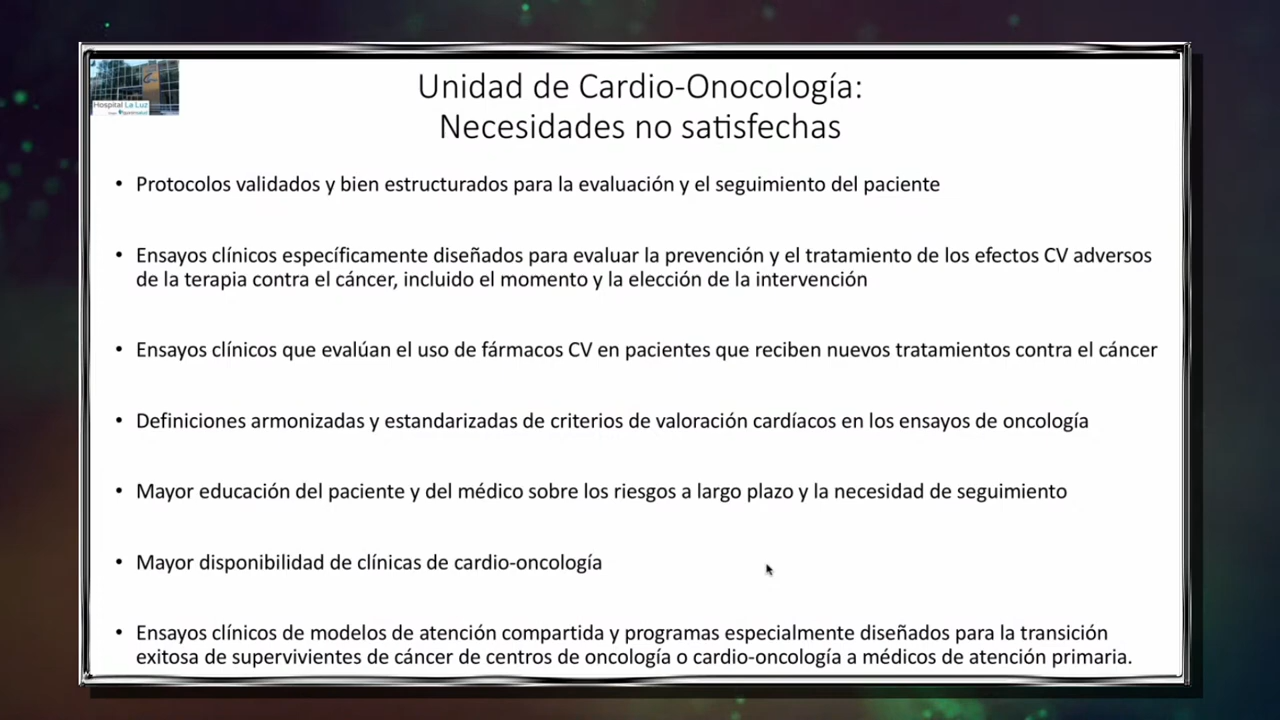 Hospital La Luz
Unidad de Cardio-Onocología:
Necesidades no satisfechas
• Protocolos validados y bien estructurados para la evaluación y el seguimiento del paciente
• Ensayos clínicos específicamente diseñados para evaluar la prevención y el tratamiento de los efectos CV adversos
de la terapia contra el cáncer, incluido el momento y la elección de la intervención
• Ensayos clínicos que evalúan el uso de fármacos CV en pacientes que reciben nuevos tratamientos contra el cáncer
• Definiciones armonizadas y estandarizadas de criterios de valoración cardíacos en los ensayos de oncología
• Mayor educación del paciente y del médico sobre los riesgos a largo plazo y la necesidad de seguimiento
• Mayor disponibilidad de clínicas de cardio-oncología
• Ensayos clínicos de modelos de atención compartida y programas especialmente diseñados para la transición
exitosa de supervivientes de cáncer de centros de oncología o cardio-oncología a médicos de atención primaria.